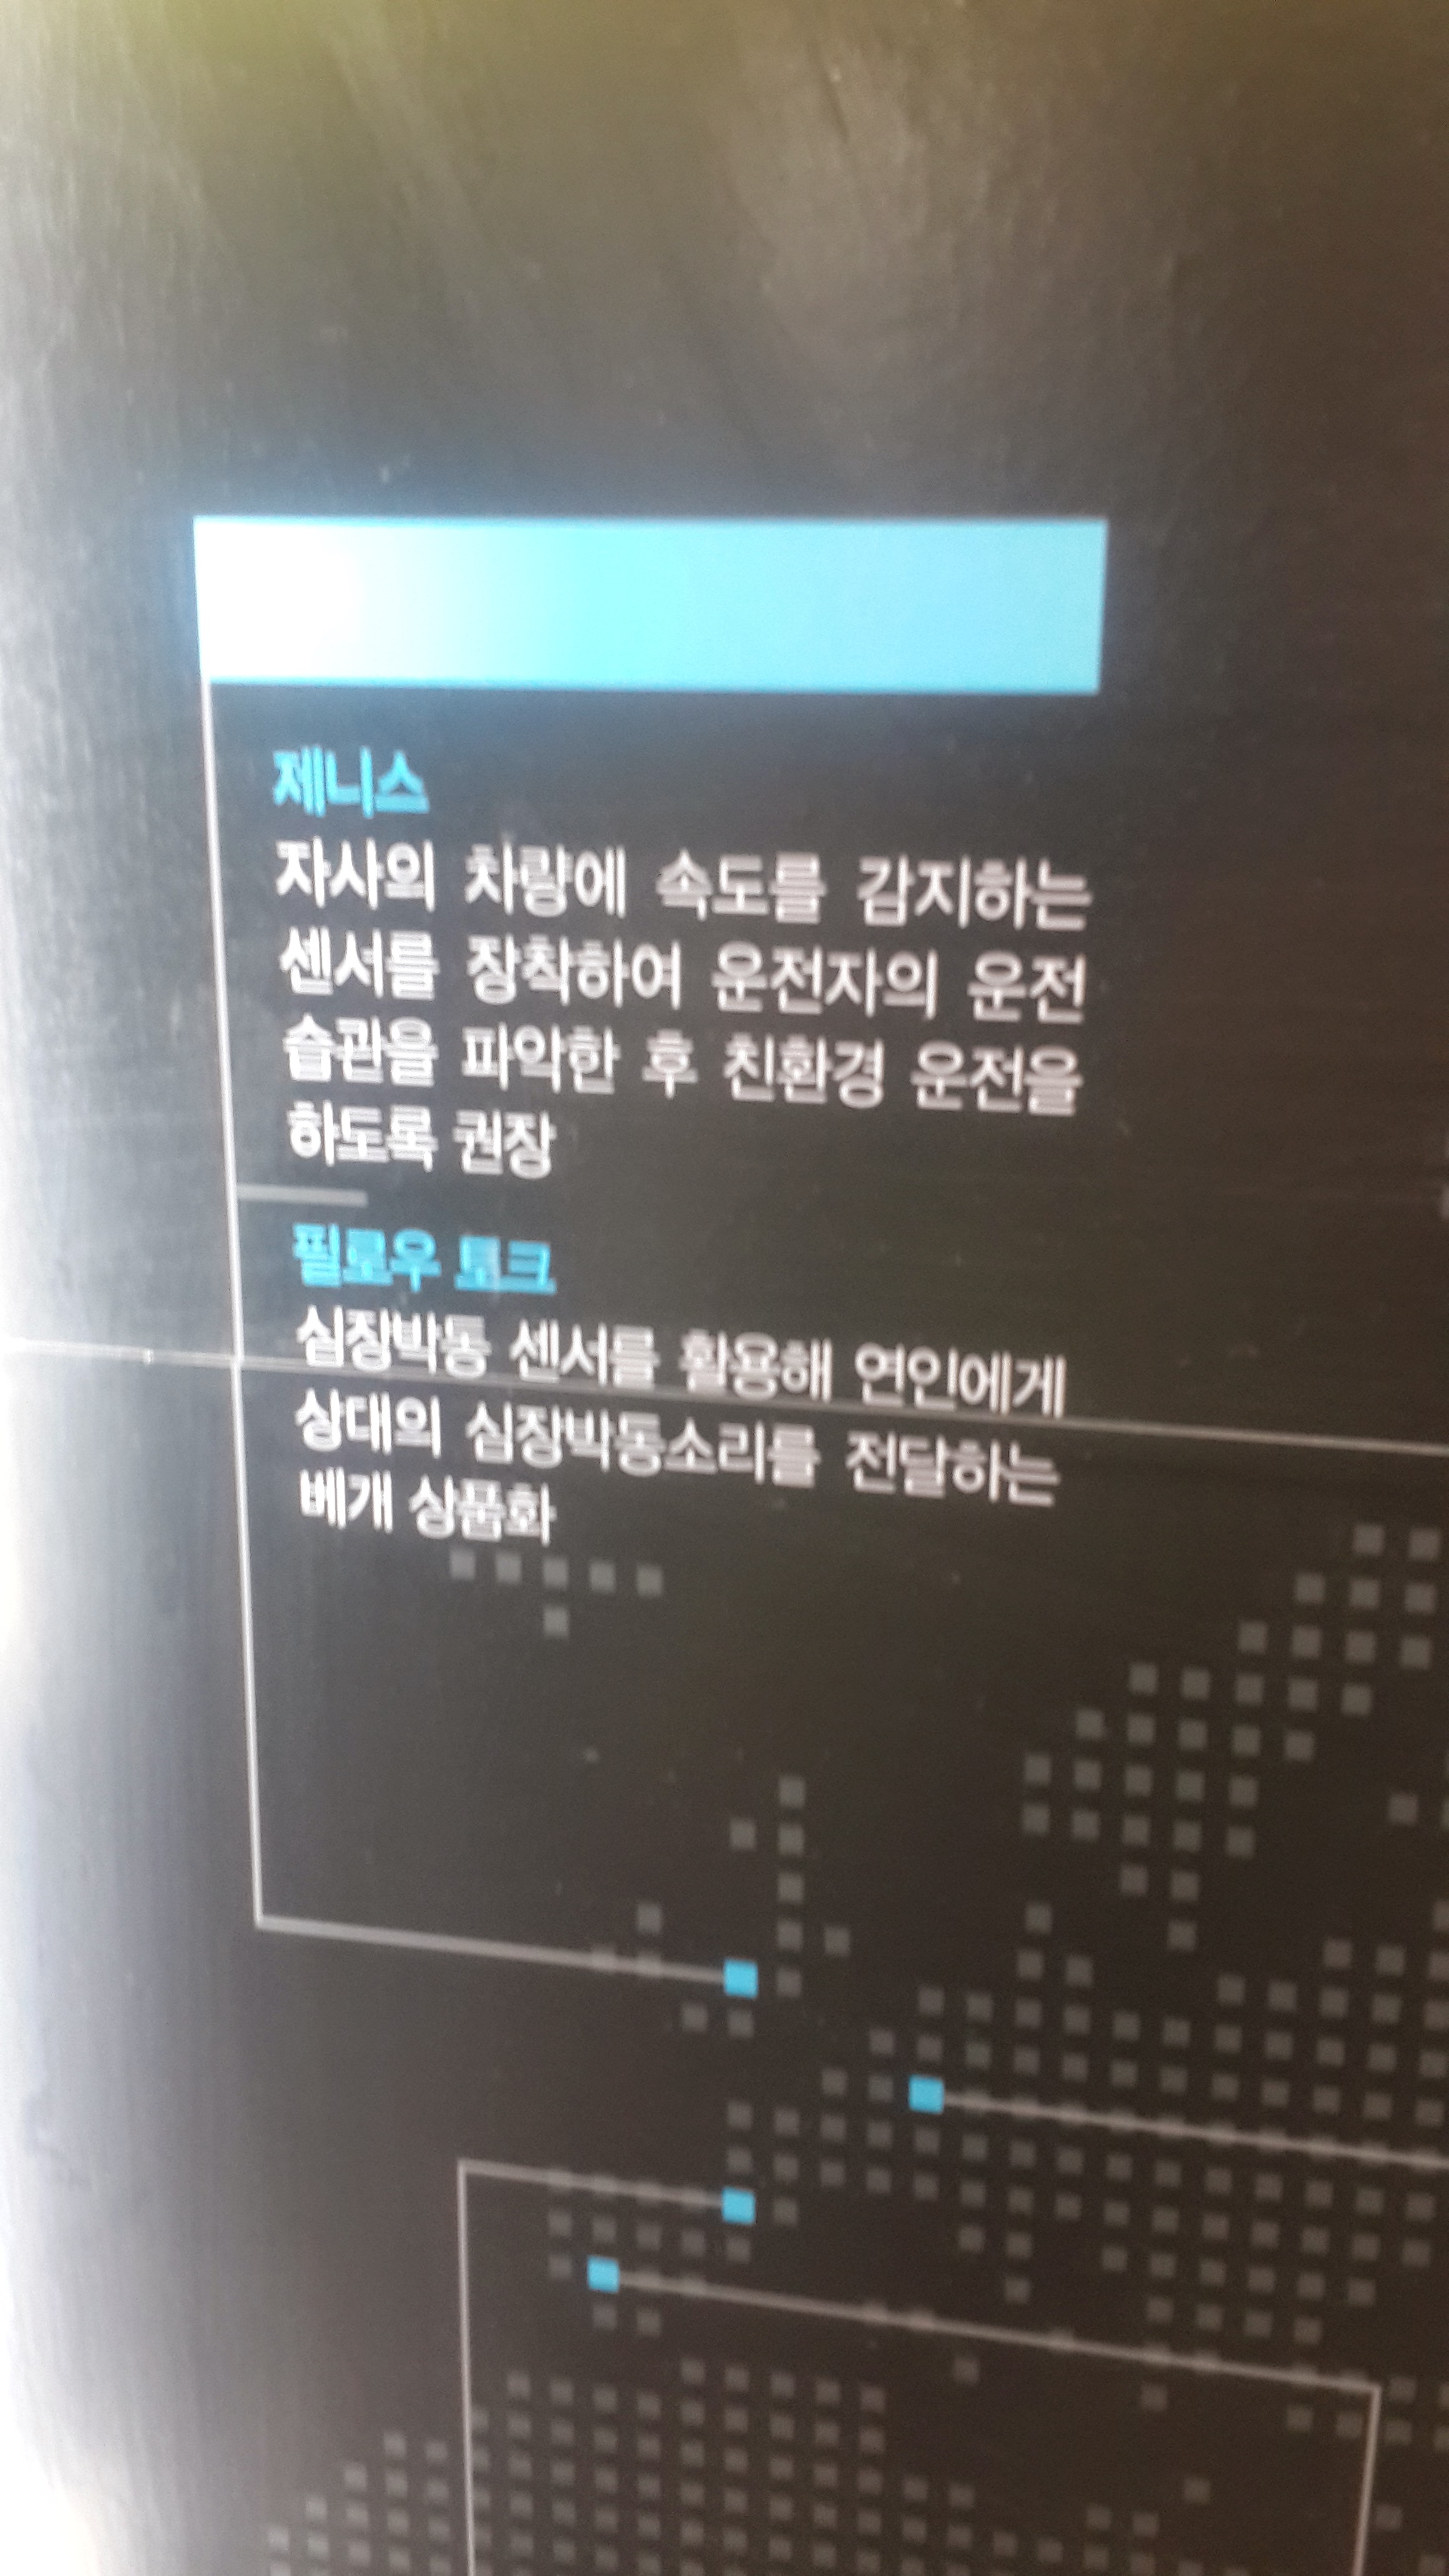 제니스
자사의 차량에 속도를 감지하는
센서를 장착하여 운전자의 운전
습관을 파악한 후 친환경 운전을
하도록 권장
필로우 토크
심장박동 센서를 활용해 연인에게
상대의 심장박동소리를 전달하는
베개 상품화